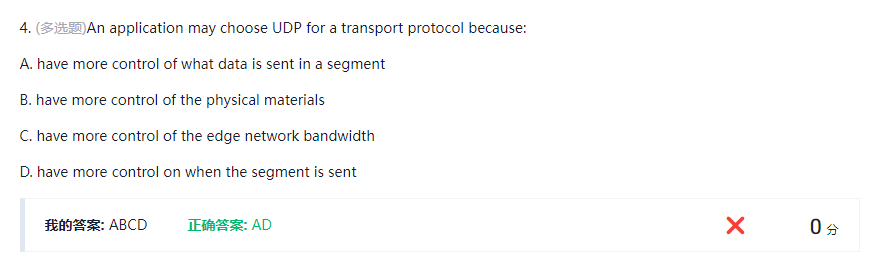 4. (多选题)An application may choose UDP for a transport protocol because:
A. have more control of what data is sent in a segment
B. have more control of the physical materials
C. have more control of the edge network bandwidth
D. have more control on when the segment is sent
我的答案: ABCD 正确答案: AD 0 分